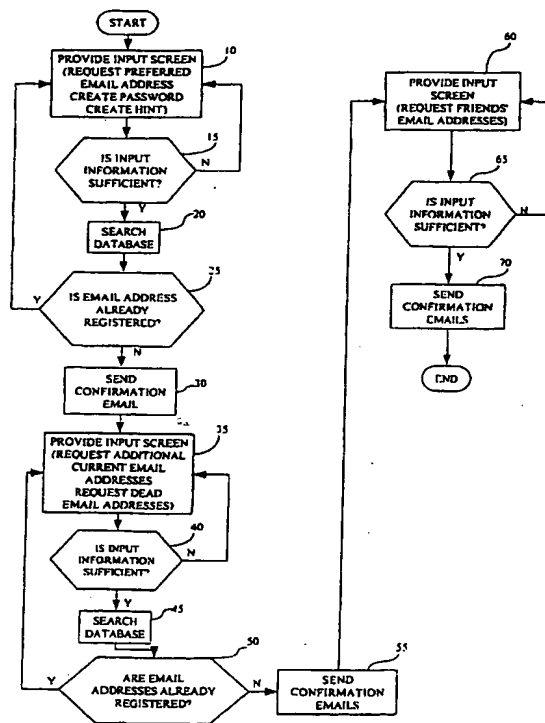 START
10
PROVIDE INPUT SCREEN
(REQUEST PREFERRED
EMAIL ADDRESS
CREATE PASSWORD
CREATE HINT)
15
IS INPUT
INFORMATION
SUFFICIENT?
N
Y
20
SEARCH
DATABASE
25
IS EMAIL ADDRESS
ALREADY
REGISTERED?
Y
N
30
SEND
CONFIRMATION
EMAIL
35
PROVIDE INPUT SCREEN
(REQUEST ADDITIONAL
CURRENT EMAIL
ADDRESSES
REQUEST DEAD
EMAIL ADDRESSES)
40
IS INPUT
INFORMATION
SUFFICIENT?
N
Y
45
SEARCH
DATABASE
50
ARE EMAIL
ADDRESSES ALREADY
REGISTERED?
Y
N
55
SEND
CONFIRMATION
EMAILS
60
PROVIDE INPUT
SCREEN
(REQUEST FRIENDS'
EMAIL ADDRESSES)
65
IS INPUT
INFORMATION
SUFFICIENT?
N
Y
70
SEND
CONFIRMATION
EMAILS
END